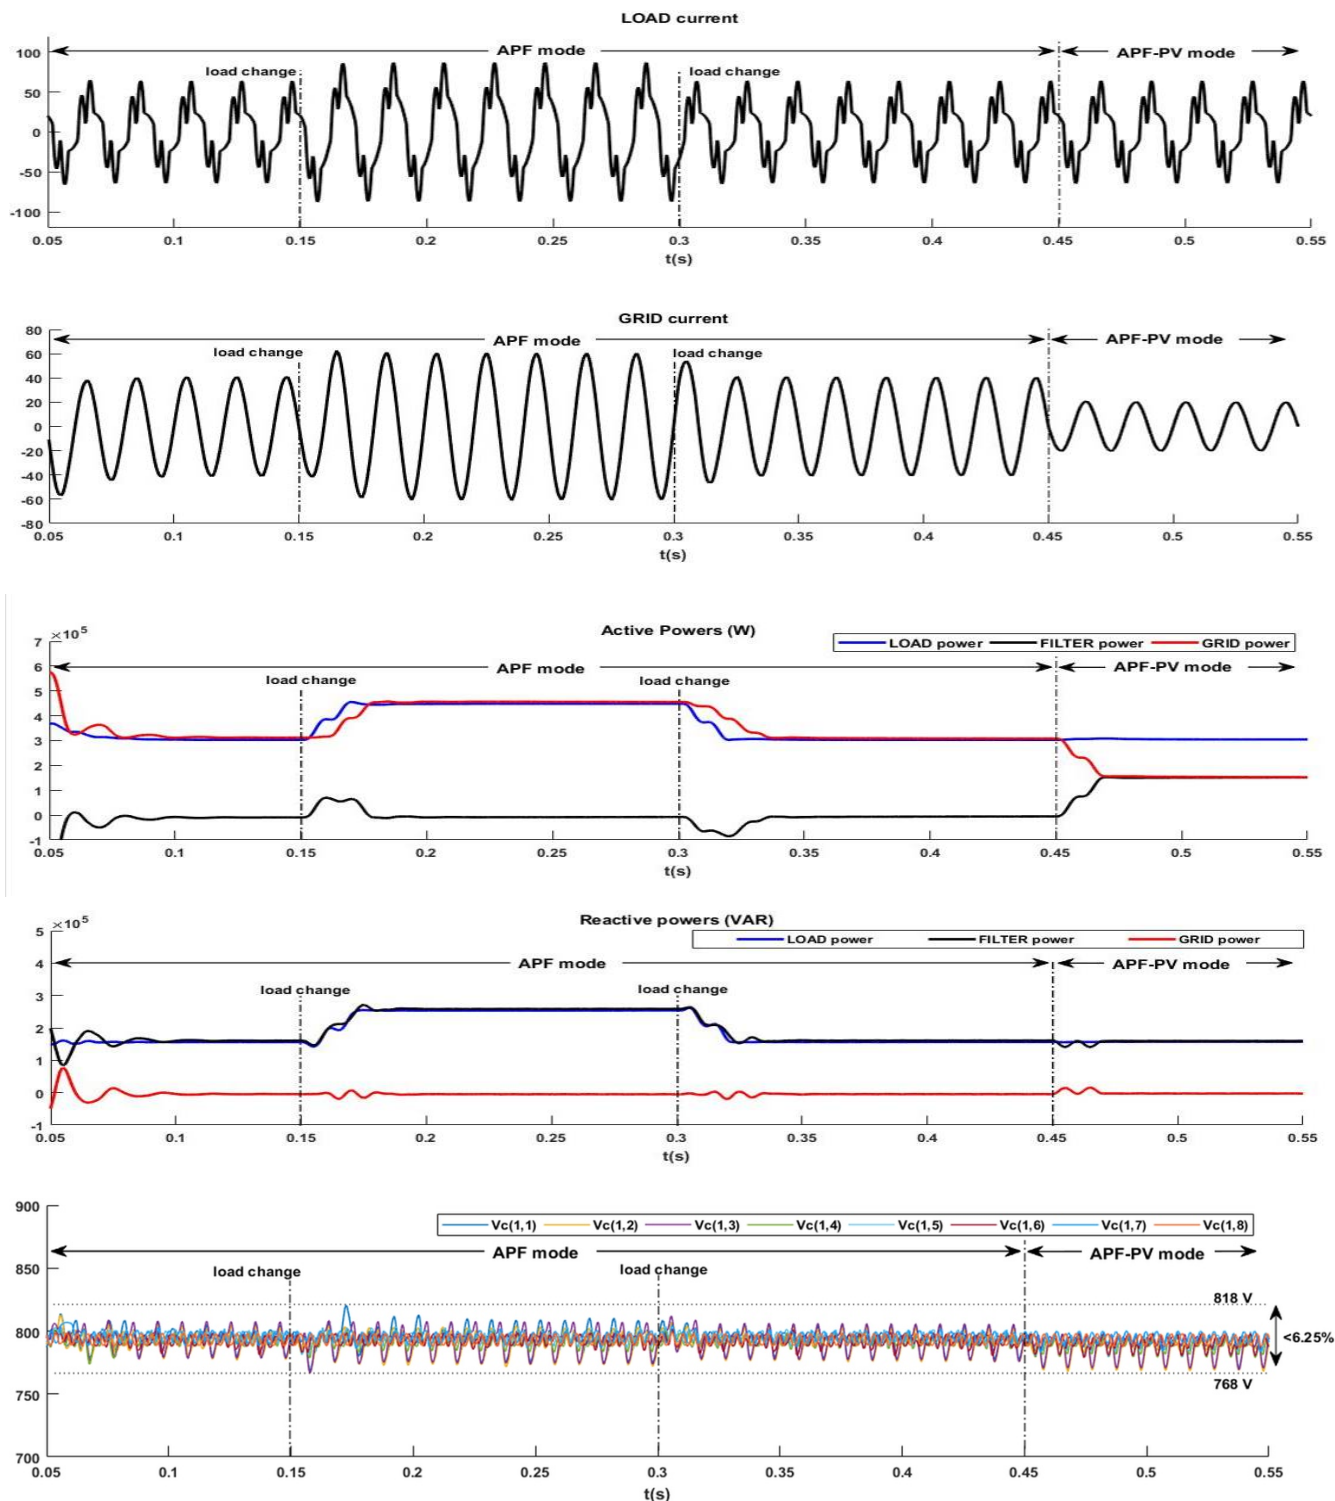 LOAD current
APF mode
APF-PV mode
load change
load change
100
50
0
-50
-100
0.05 0.1 0.15 0.2 0.25 0.3 0.35 0.4 0.45 0.5 0.55
t(s)
GRID current
APF mode
APF-PV mode
load change
load change
80
60
40
20
0
-20
-40
-60
-80
0.05 0.1 0.15 0.2 0.25 0.3 0.35 0.4 0.45 0.5 0.55
t(s)
×10⁵
Active Powers (W)
LOAD power FILTER power GRID power
APF mode
APF-PV mode
load change
load change
7
6
5
4
3
2
1
0
-1
0.05 0.1 0.15 0.2 0.25 0.3 0.35 0.4 0.45 0.5 0.55
t(s)
×10⁵
Reactive powers (VAR)
LOAD power FILTER power GRID power
APF mode
APF-PV mode
load change
load change
5
4
3
2
1
0
-1
0.05 0.1 0.15 0.2 0.25 0.3 0.35 0.4 0.45 0.5 0.55
t(s)
Vc(1,1) Vc(1,2) Vc(1,3) Vc(1,4) Vc(1,5) Vc(1,6) Vc(1,7) Vc(1,8)
APF mode
APF-PV mode
load change
load change
900
850
800
750
700
818 V
<6.25%
768 V
0.05 0.1 0.15 0.2 0.25 0.3 0.35 0.4 0.45 0.5 0.55
t(s)